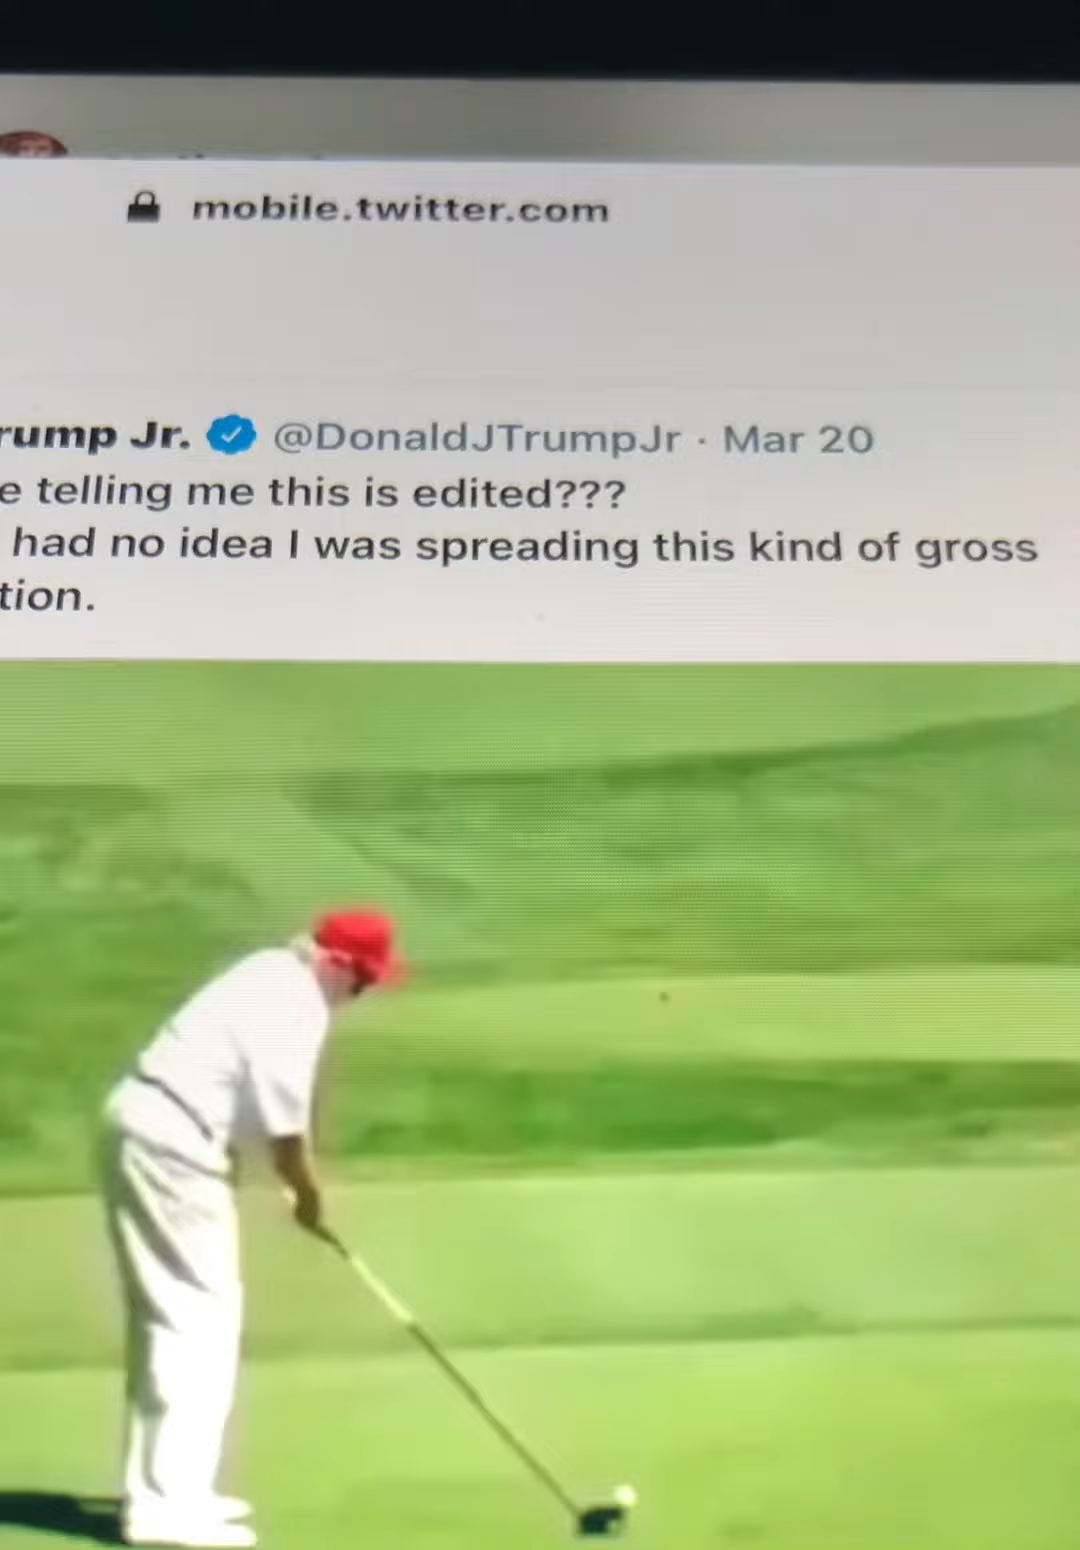 mobile.twitter.com
rump Jr. @DonaldJTrumpJr · Mar 20
e telling me this is edited???
had no idea I was spreading this kind of gross
tion.